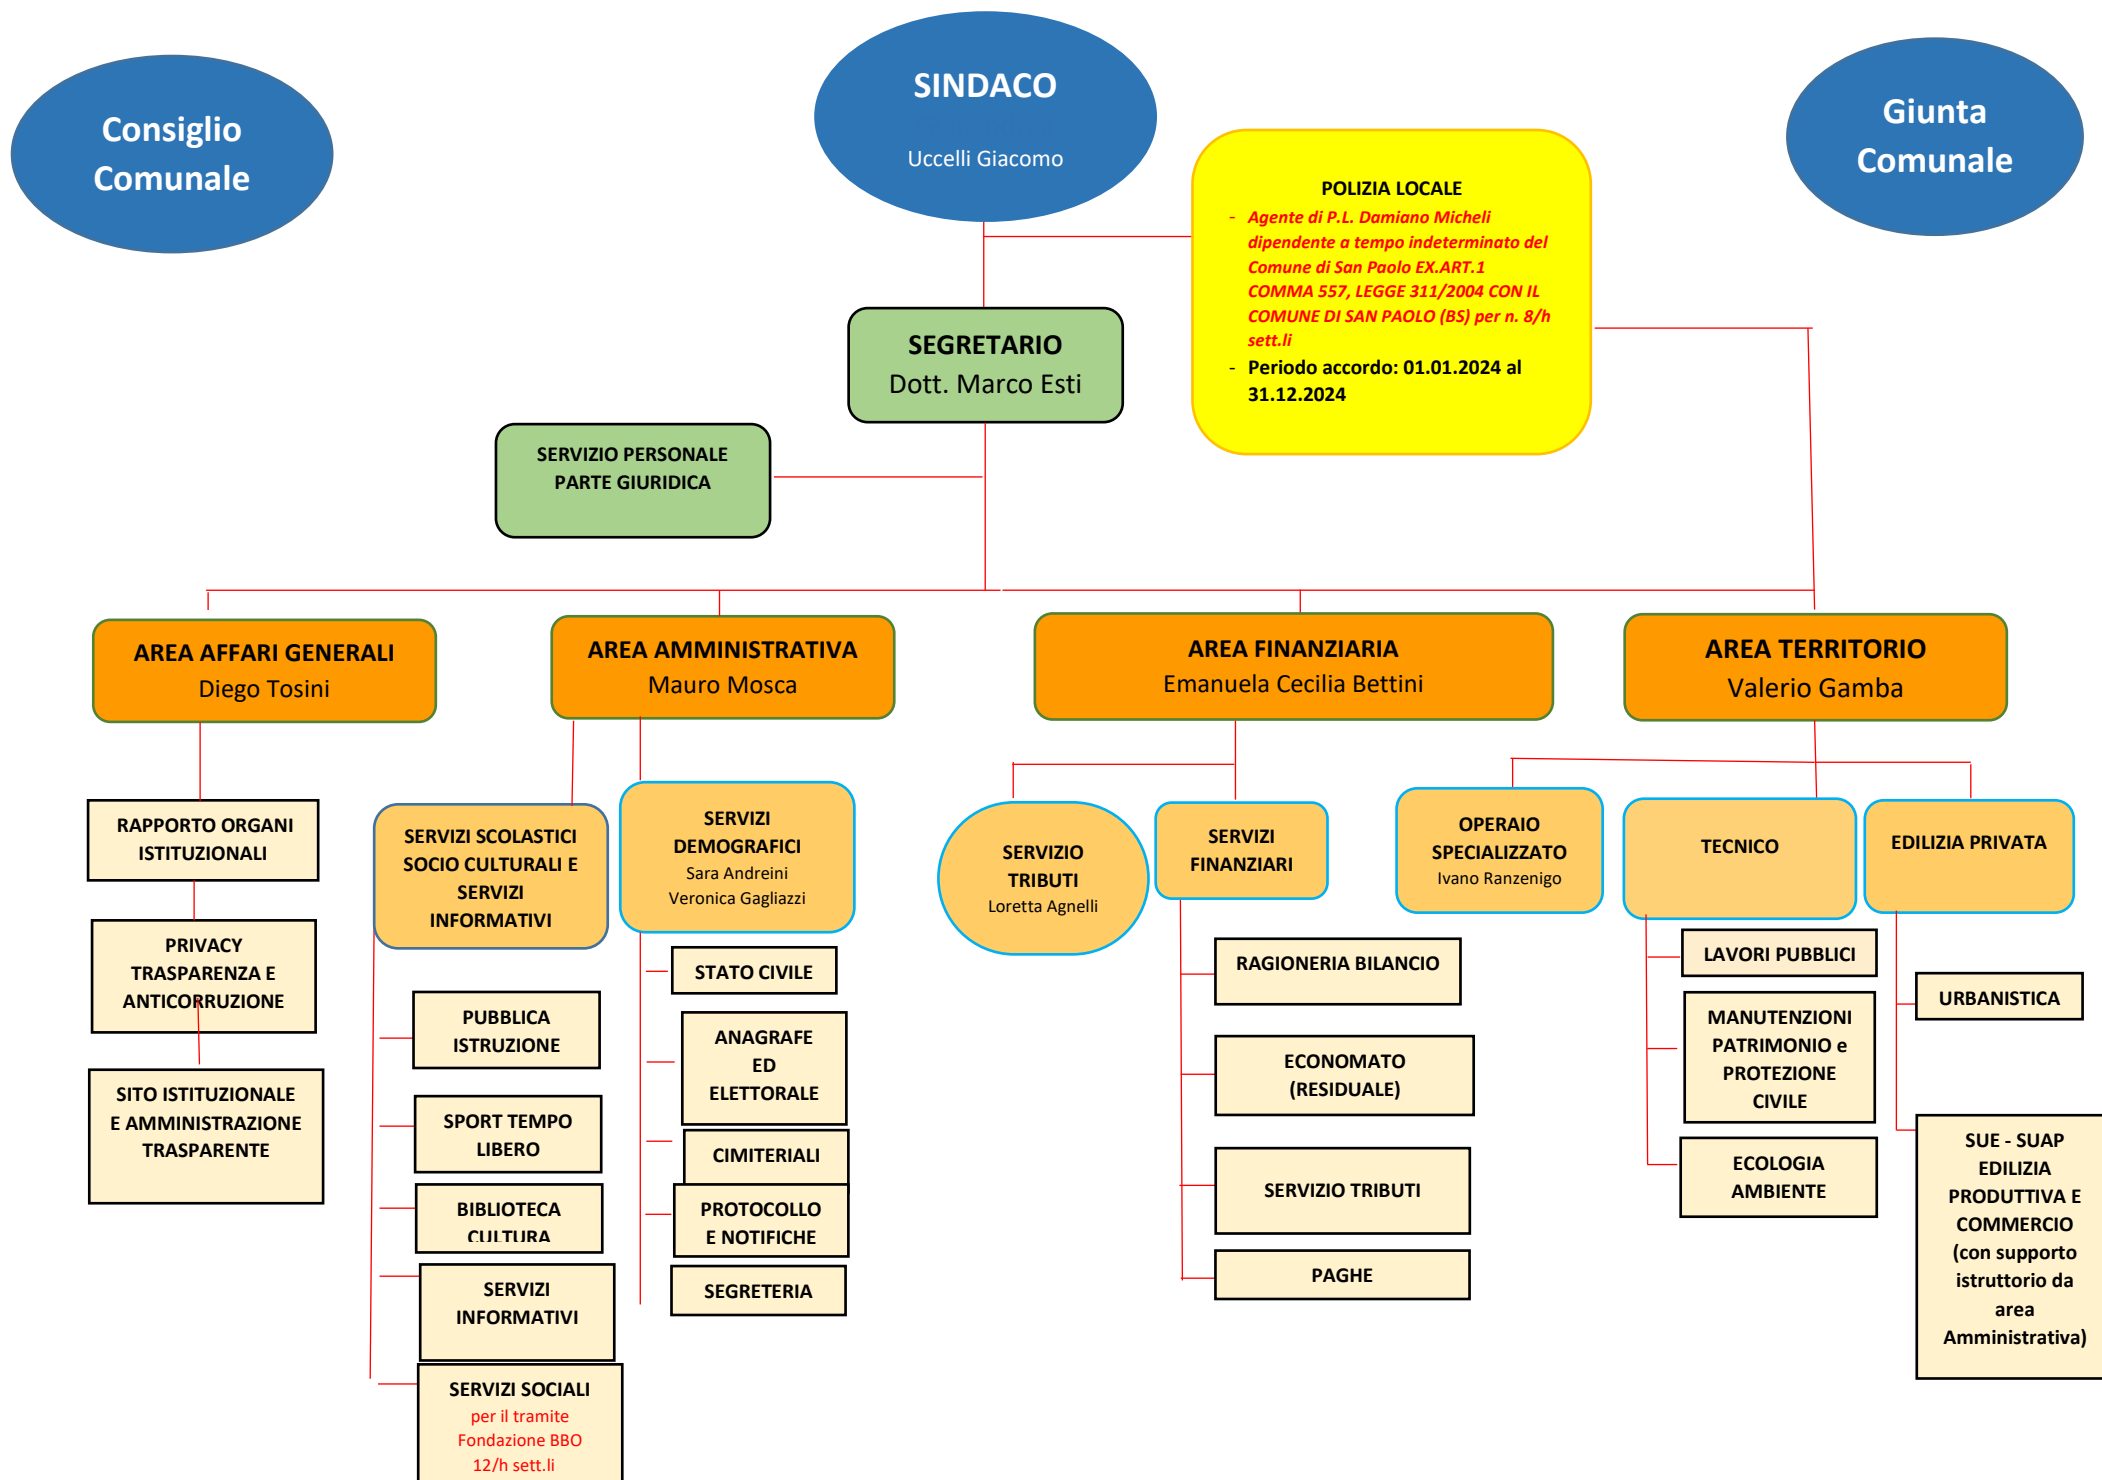 Consiglio
Comunale
SINDACO
Uccelli Giacomo
Giunta
Comunale
POLIZIA LOCALE
- Agente di P.L. Damiano Micheli
dipendente a tempo indeterminato del
Comune di San Paolo EX.ART.1
COMMA 557, LEGGE 311/2004 CON IL
COMUNE DI SAN PAOLO (BS) per n. 8/h
sett.li
- Periodo accordo: 01.01.2024 al
31.12.2024
SEGRETARIO
Dott. Marco Esti
SERVIZIO PERSONALE
PARTE GIURIDICA
AREA AFFARI GENERALI
Diego Tosini
AREA AMMINISTRATIVA
Mauro Mosca
AREA FINANZIARIA
Emanuela Cecilia Bettini
AREA TERRITORIO
Valerio Gamba
RAPPORTO ORGANI
ISTITUZIONALI
PRIVACY
TRASPARENZA E
ANTICORRUZIONE
SITO ISTITUZIONALE
E AMMINISTRAZIONE
TRASPARENTE
SERVIZI SCOLASTICI
SOCIO CULTURALI E
SERVIZI
INFORMATIVI
PUBBLICA
ISTRUZIONE
SPORT TEMPO
LIBERO
BIBLIOTECA
CULTURA
SERVIZI
INFORMATIVI
SERVIZI SOCIALI
per il tramite
Fondazione BBO
12/h sett.li
SERVIZI
DEMOGRAFICI
Sara Andreini
Veronica Gagliazzi
STATO CIVILE
ANAGRAFE
ED
ELETTORALE
CIMITERIALI
PROTOCOLLO
E NOTIFICHE
SEGRETERIA
SERVIZIO
TRIBUTI
Loretta Agnelli
SERVIZI
FINANZIARI
RAGIONERIA BILANCIO
ECONOMATO
(RESIDUALE)
SERVIZIO TRIBUTI
PAGHE
OPERAIO
SPECIALIZZATO
Ivano Ranzenigo
TECNICO
LAVORI PUBBLICI
MANUTENZIONI
PATRIMONIO e
PROTEZIONE
CIVILE
ECOLOGIA
AMBIENTE
EDILIZIA PRIVATA
URBANISTICA
SUE - SUAP
EDILIZIA
PRODUTTIVA E
COMMERCIO
(con supporto
istruttorio da
area
Amministrativa)